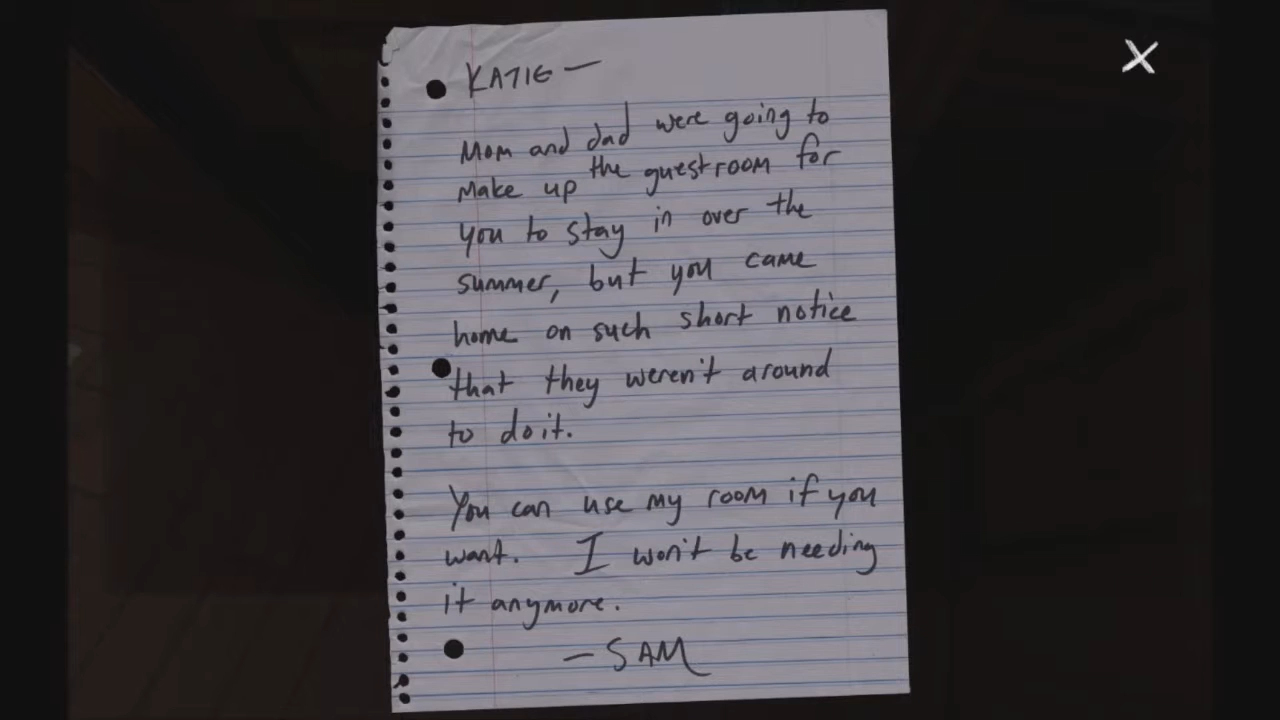 KATIE —
Mom and dad were going to
make up the guestroom for
you to stay in over the
summer, but you came
home on such short notice
that they weren't around
to do it.
You can use my room if you
want. I won't be needing
it anymore.
— SAM